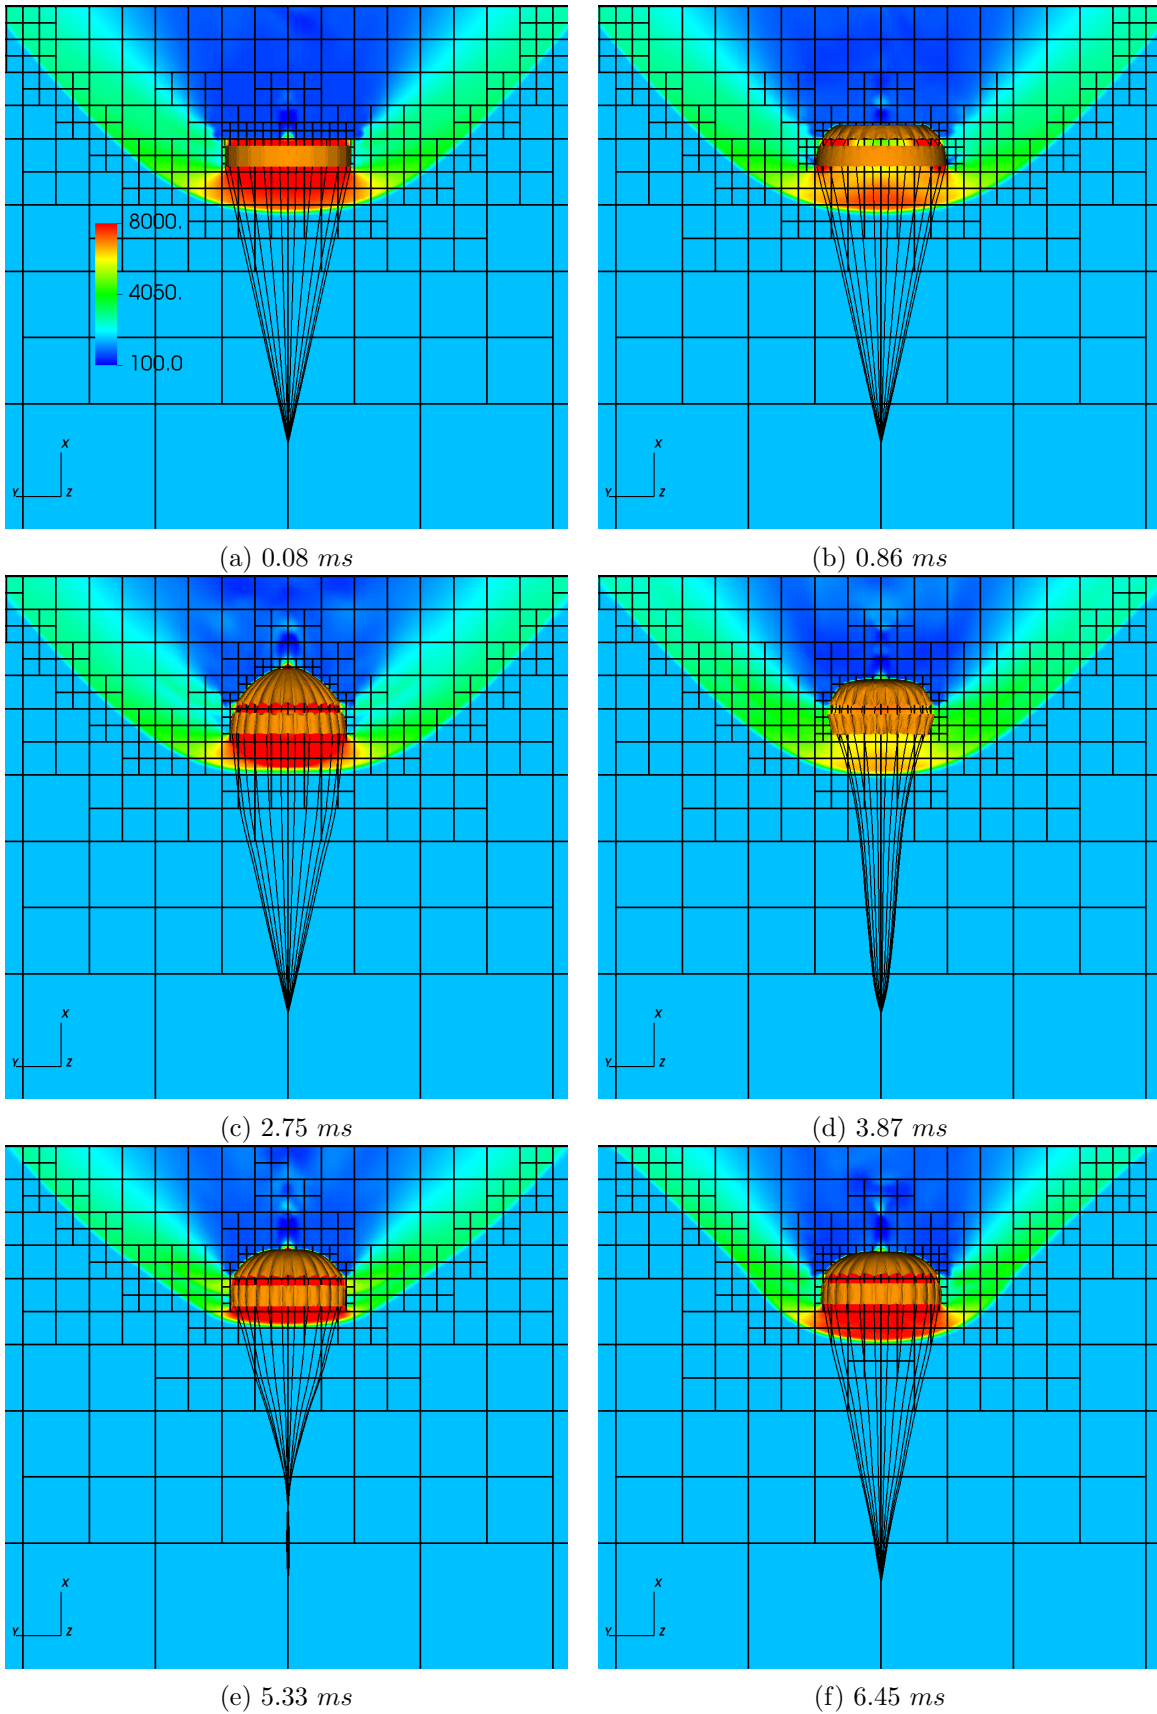 8000.
4050.
100.0
X
Y Z
X
Y Z
(a) 0.08 ms
(b) 0.86 ms
X
Y Z
X
Y Z
(c) 2.75 ms
(d) 3.87 ms
X
Y Z
X
Y Z
(e) 5.33 ms
(f) 6.45 ms